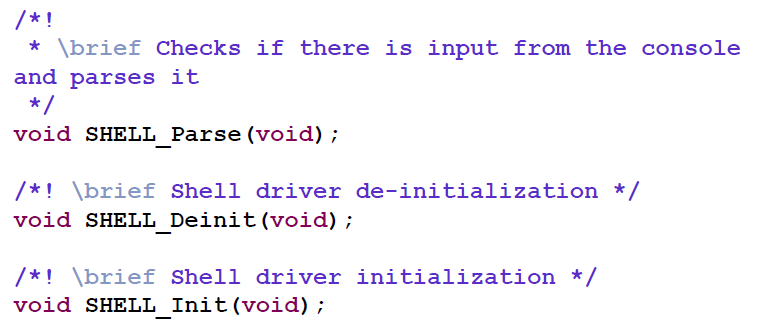 /*!
 * \brief Checks if there is input from the console
and parses it
 */
void SHELL_Parse(void);

/*! \brief Shell driver de-initialization */
void SHELL_Deinit(void);

/*! \brief Shell driver initialization */
void SHELL_Init(void);